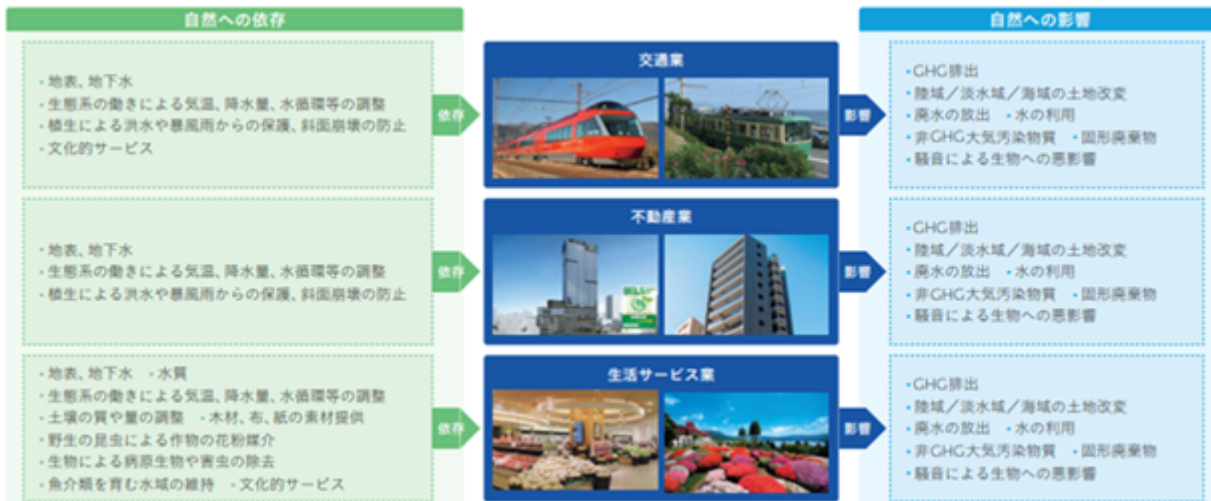 自然への依存
自然への影響
・地表、地下水
・生態系の働きによる気温、降水量、水循環等の調整
・植生による洪水や暴風雨からの保護、斜面崩壊の防止
・文化的サービス
依存
交通業
影響
・GHG排出
・陸域／淡水域／海域の土地改変
・廃水の放出 ・水の利用
・非GHG大気汚染物質 ・固形廃棄物
・騒音による生物への悪影響
・地表、地下水
・生態系の働きによる気温、降水量、水循環等の調整
・植生による洪水や暴風雨からの保護、斜面崩壊の防止
依存
不動産業
影響
・GHG排出
・陸域／淡水域／海域の土地改変
・廃水の放出 ・水の利用
・非GHG大気汚染物質 ・固形廃棄物
・騒音による生物への悪影響
・地表、地下水 ・水質
・生態系の働きによる気温、降水量、水循環等の調整
・土壌の質や量の調整 ・木材、布、紙の素材提供
・野生の昆虫による作物の花粉媒介
・生物による病原生物や害虫の除去
・魚介類を育む水域の維持 ・文化的サービス
依存
生活サービス業
影響
・GHG排出
・陸域／淡水域／海域の土地改変
・廃水の放出 ・水の利用
・非GHG大気汚染物質 ・固形廃棄物
・騒音による生物への悪影響